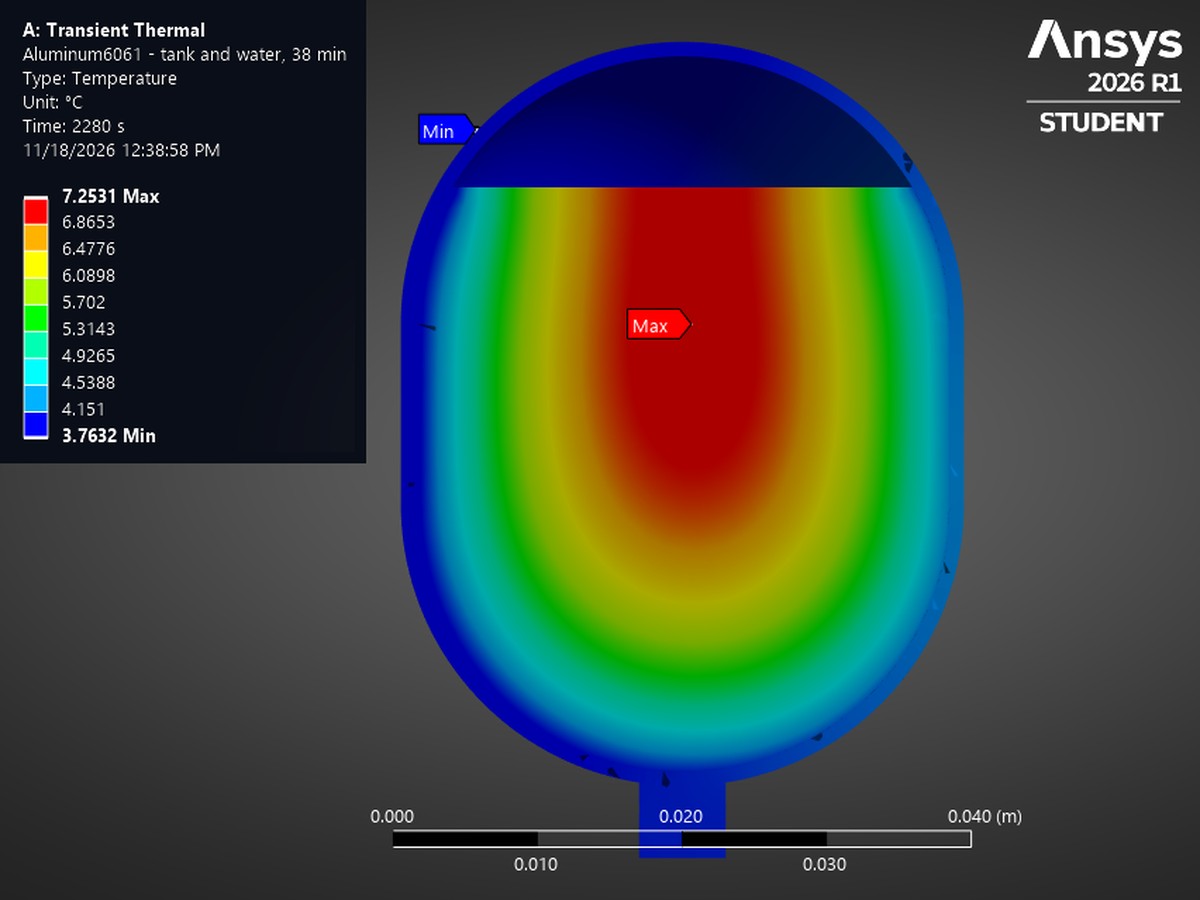 A: Transient Thermal
Aluminum6061 - tank and water, 38 min
Type: Temperature
Unit: °C
Time: 2280 s
11/18/2026 12:38:58 PM
7.2531 Max
6.8653
6.4776
6.0898
5.702
5.3143
4.9265
4.5388
4.151
3.7632 Min
Ansys
2026 R1
STUDENT
Min
Max
0.000
0.020
0.040 (m)
0.010
0.030